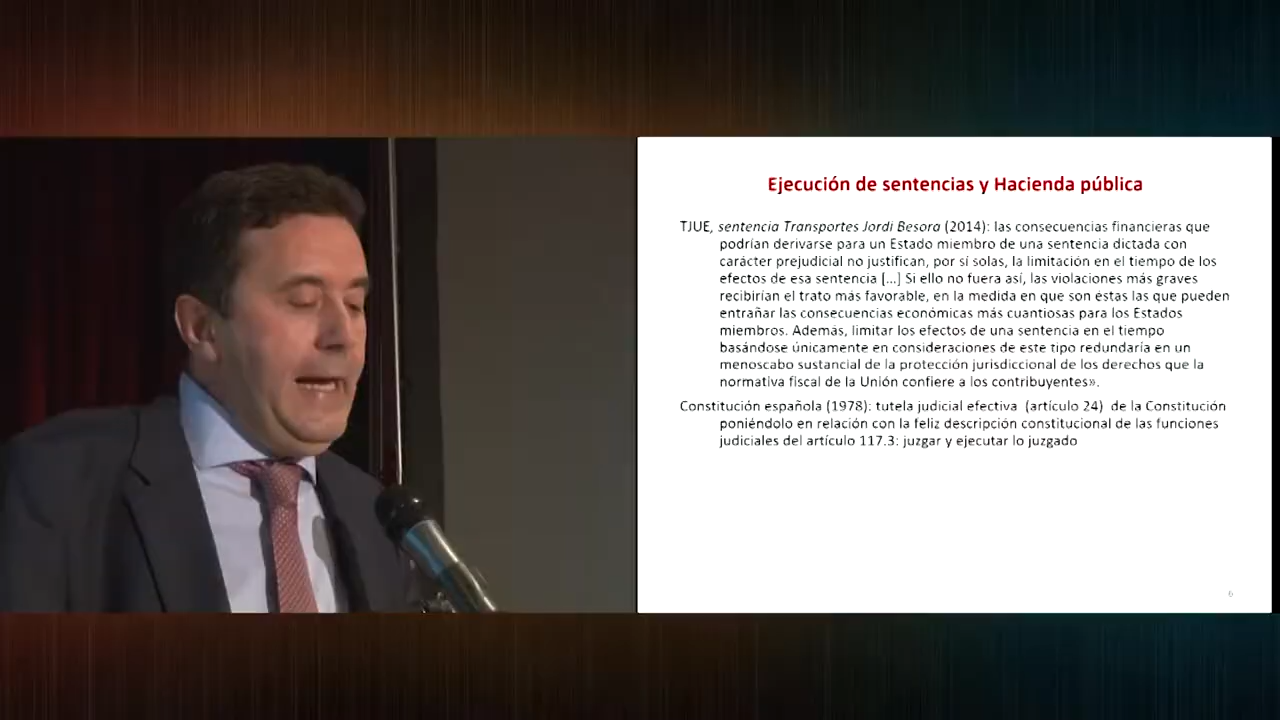 Ejecución de sentencias y Hacienda pública
TJUE, sentencia Transportes Jordi Besora (2014): las consecuencias financieras que
podrían derivarse para un Estado miembro de una sentencia dictada con
carácter prejudicial no justifican, por sí solas, la limitación en el tiempo de los
efectos de esa sentencia [...] Si ello no fuera así, las violaciones más graves
recibirían el trato más favorable, en la medida en que son éstas las que pueden
entrañar las consecuencias económicas más cuantiosas para los Estados
miembros. Además, limitar los efectos de una sentencia en el tiempo
basándose únicamente en consideraciones de este tipo redundaría en un
menoscabo sustancial de la protección jurisdiccional de los derechos que la
normativa fiscal de la Unión confiere a los contribuyentes».
Constitución española (1978): tutela judicial efectiva (artículo 24) de la Constitución
poniéndolo en relación con la feliz descripción constitucional de las funciones
judiciales del artículo 117.3: juzgar y ejecutar lo juzgado
6